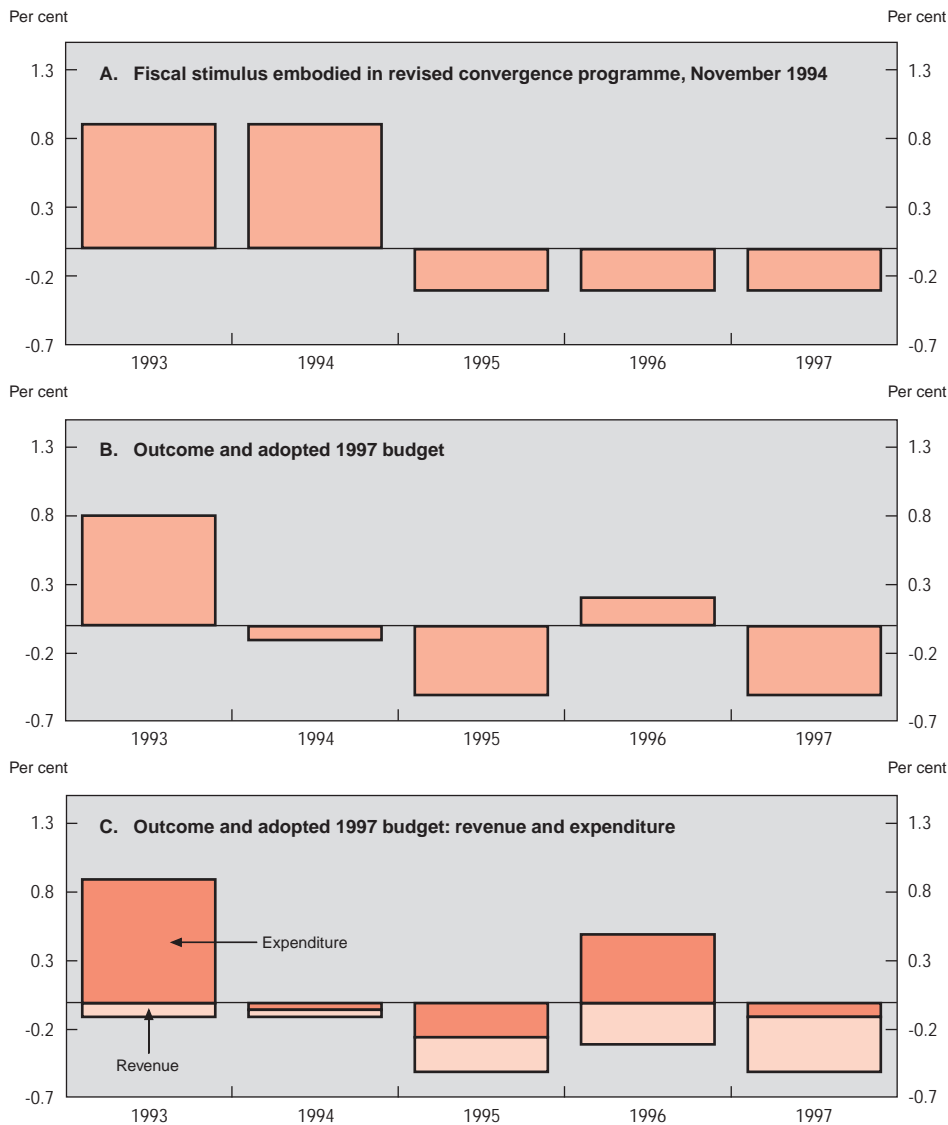 Per cent Per cent
A. Fiscal stimulus embodied in revised convergence programme, November 1994
1.3 1.3
0.8 0.8
0.3 0.3
-0.2 -0.2
-0.7 -0.7
1993 1994 1995 1996 1997
Per cent Per cent
B. Outcome and adopted 1997 budget
1.3 1.3
0.8 0.8
0.3 0.3
-0.2 -0.2
-0.7 -0.7
1993 1994 1995 1996 1997
Per cent Per cent
C. Outcome and adopted 1997 budget: revenue and expenditure
1.3 1.3
0.8 0.8
Expenditure
0.3 0.3
-0.2 -0.2
Revenue
-0.7 -0.7
1993 1994 1995 1996 1997